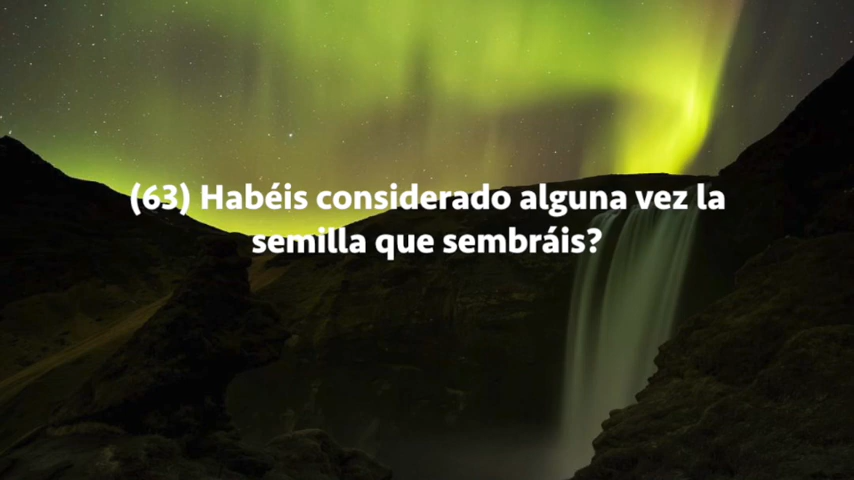 (63) Habéis considerado alguna vez la
semilla que sembráis?